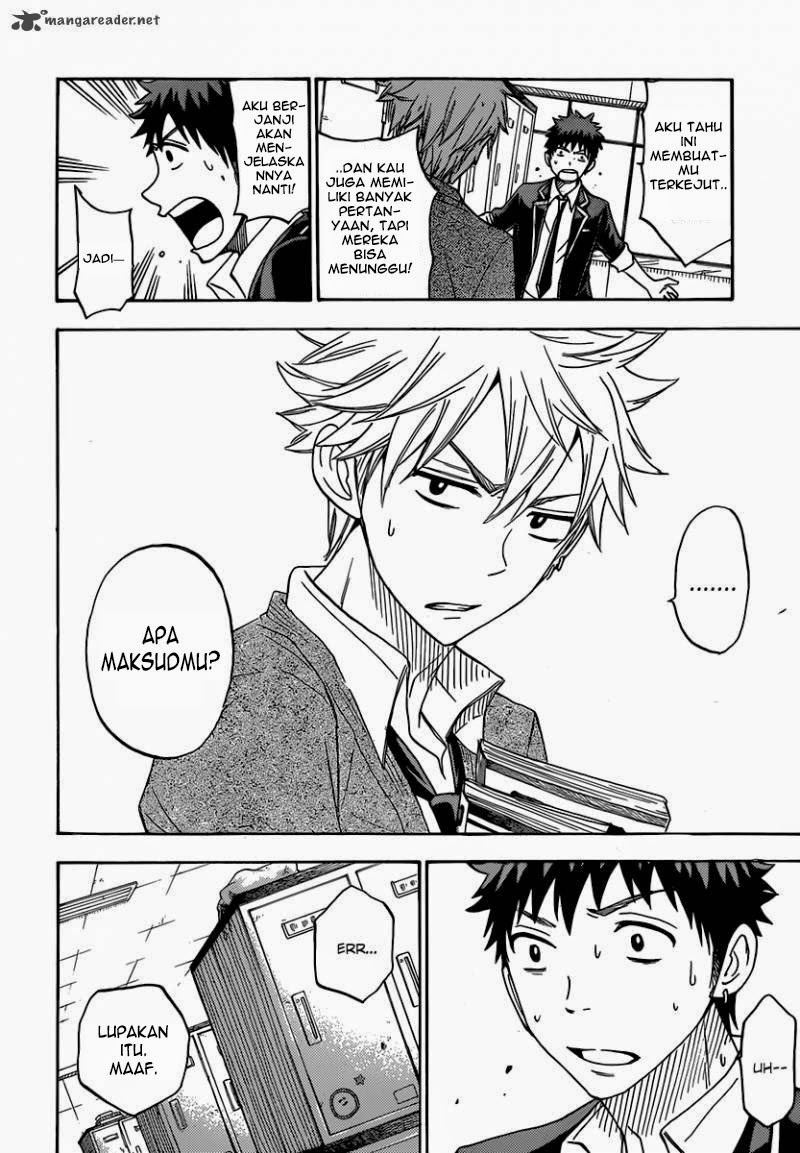 mangareader.net
AKU TAHU
INI
MEMBUAT-
MU
TERKEJUT..
..DAN KAU
JUGA MEMI-
LIKI BANYAK
PERTAN-
YAAN, TAPI
MEREKA
BISA
MENUNGGU!
AKU BER-
JANJI
AKAN
MEN-
JELASKA
NNYA
NANTI!
JADI—
.......
APA
MAKSUDMU?
UH--
ERR...
LUPAKAN
ITU.
MAAF.